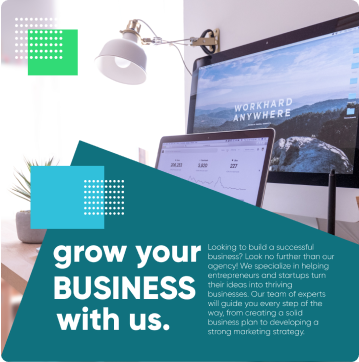 WORKHARD
ANYWHERE
grow your
BUSINESS
with us.
Looking to build a successful
business? Look no further than our
agency! We specialize in helping
entrepreneurs and startups turn
their ideas into thriving
businesses. Our team of experts
will guide you every step of the
way, from creating a solid
business plan to developing a
strong marketing strategy.